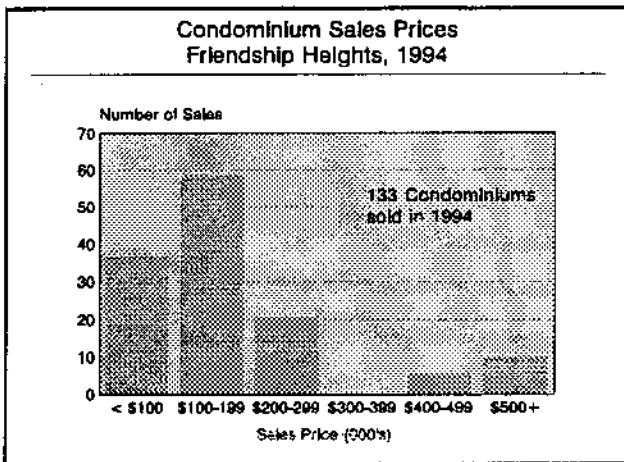 Condominium Sales Prices
Friendship Heights, 1994
Number of Sales
70
60
50
40
30
20
10
0
133 Condominiums
sold in 1994
< $100 $100-199 $200-299 $300-399 $400-499 $500+
Sales Price (000's)